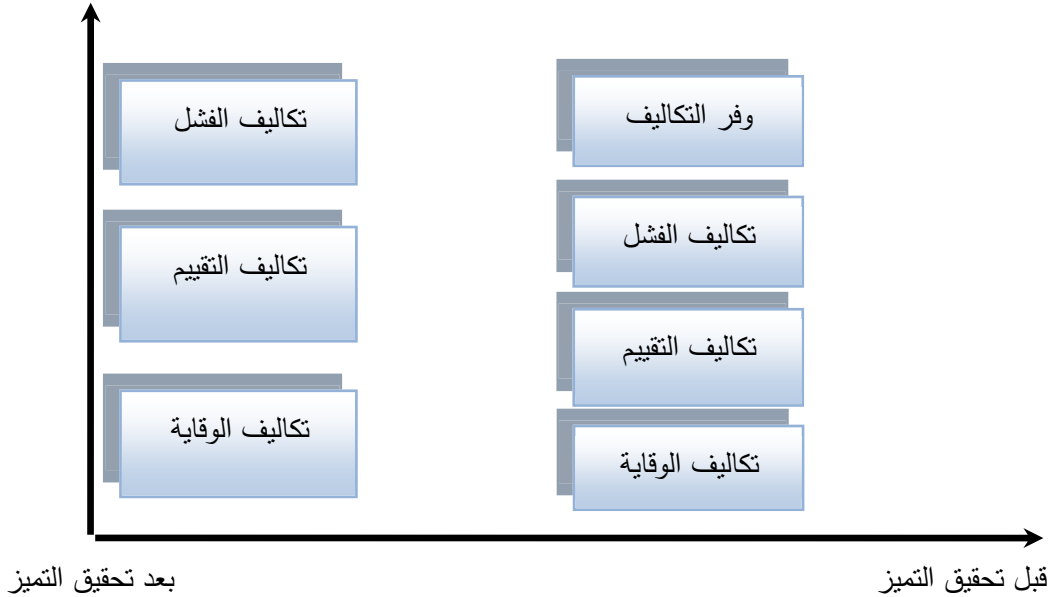 وفر التكاليف
تكاليف الفشل
تكاليف التقييم
تكاليف الوقاية
تكاليف الفشل
تكاليف التقييم
تكاليف الوقاية
قبل تحقيق التميز
بعد تحقيق التميز